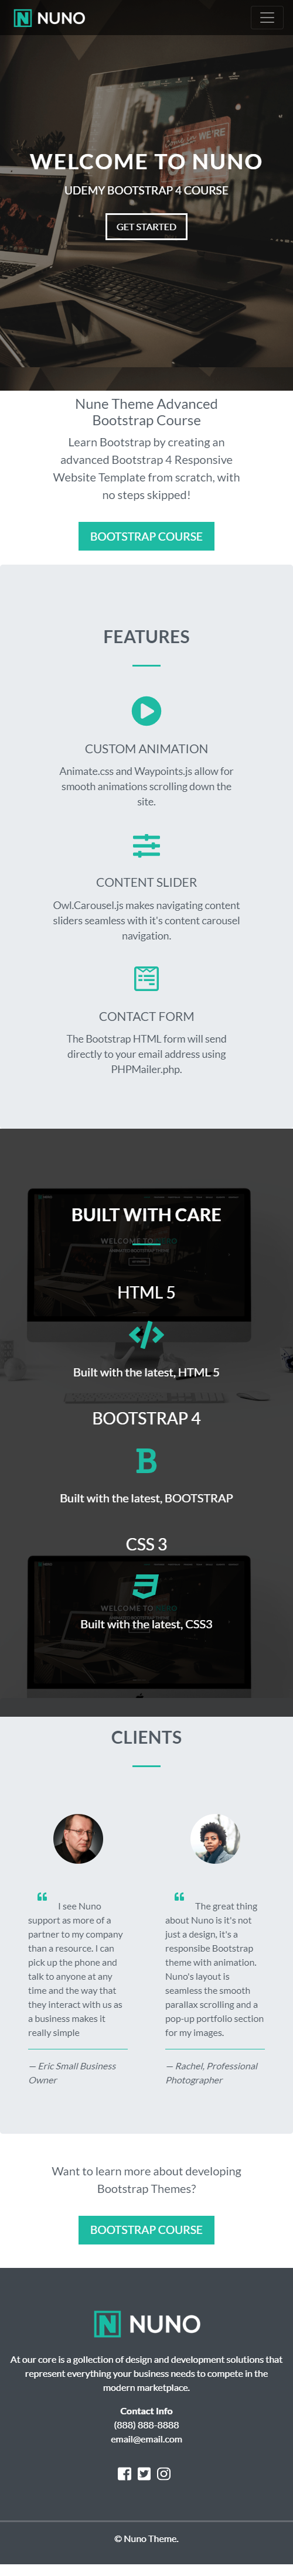 NUNO
WELCOME TO NUNO
UDEMY BOOTSTRAP 4 COURSE
GET STARTED
Nune Theme Advanced
Bootstrap Course
Learn Bootstrap by creating an
advanced Bootstrap 4 Responsive
Website Template from scratch, with
no steps skipped!
BOOTSTRAP COURSE
FEATURES
CUSTOM ANIMATION
Animate.css and Waypoints.js allow for
smooth animations scrolling down the
site.
CONTENT SLIDER
Owl.Carousel.js makes navigating content
sliders seamless with it's content carousel
navigation.
CONTACT FORM
The Bootstrap HTML form will send
directly to your email address using
PHPMailer.php.
BUILT WITH CARE
WELCOME TO NUNO
HTML 5
Built with the latest, HTML 5
BOOTSTRAP 4
B
Built with the latest, BOOTSTRAP
CSS 3
WELCOME TO NUNO
Built with the latest, CSS3
CLIENTS
“ I see Nuno
support as more of a
partner to my company
than a resource. I can
pick up the phone and
talk to anyone at any
time and the way that
they interact with us as
a business makes it
really simple
— Eric Small Business
Owner
“ The great thing
about Nuno is it's not
just a design, it's a
responsibe Bootstrap
theme with animation.
Nuno's layout is
seamless the smooth
parallax scrolling and a
pop-up portfolio section
for my images.
— Rachel, Professional
Photographer
Want to learn more about developing
Bootstrap Themes?
BOOTSTRAP COURSE
NUNO
At our core is a gollection of design and development solutions that
represent everything your business needs to compete in the
modern marketplace.
Contact Info
(888) 888-8888
email@email.com
© Nuno Theme.